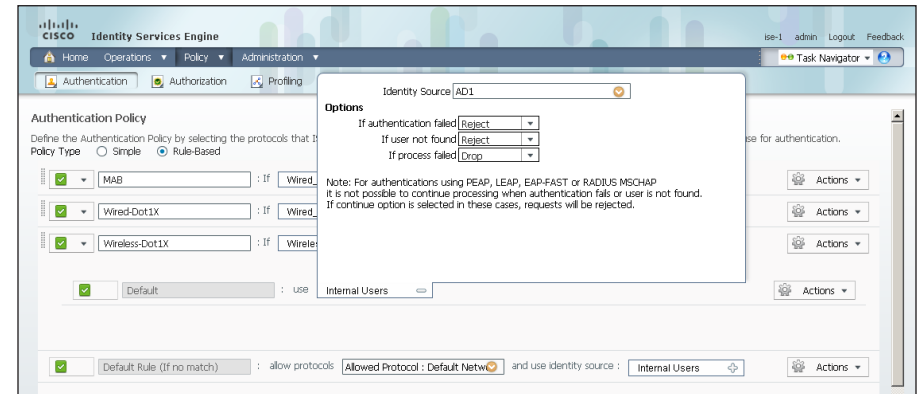 CISCO Identity Services Engine
ise-1 admin Logout Feedback
Home Operations Policy Administration
Task Navigator
Authentication Authorization Profiling
Identity Source AD1
Options
If authentication failed Reject
If user not found Reject
If process failed Drop
Note: For authentications using PEAP, LEAP, EAP-FAST or RADIUS MSCHAP
it is not possible to continue processing when authentication fails or user is not found.
If continue option is selected in these cases, requests will be rejected.
Authentication Policy
Define the Authentication Policy by selecting the protocols that IS
se for authentication.
Policy Type Simple Rule-Based
MAB : If Wired_ Actions
Wired-Dot1X : If Wired_ Actions
Wireless-Dot1X : If Wireles Actions
Default : use Internal Users Actions
Default Rule (If no match) : allow protocols Allowed Protocol : Default Netwo and use identity source : Internal Users Actions